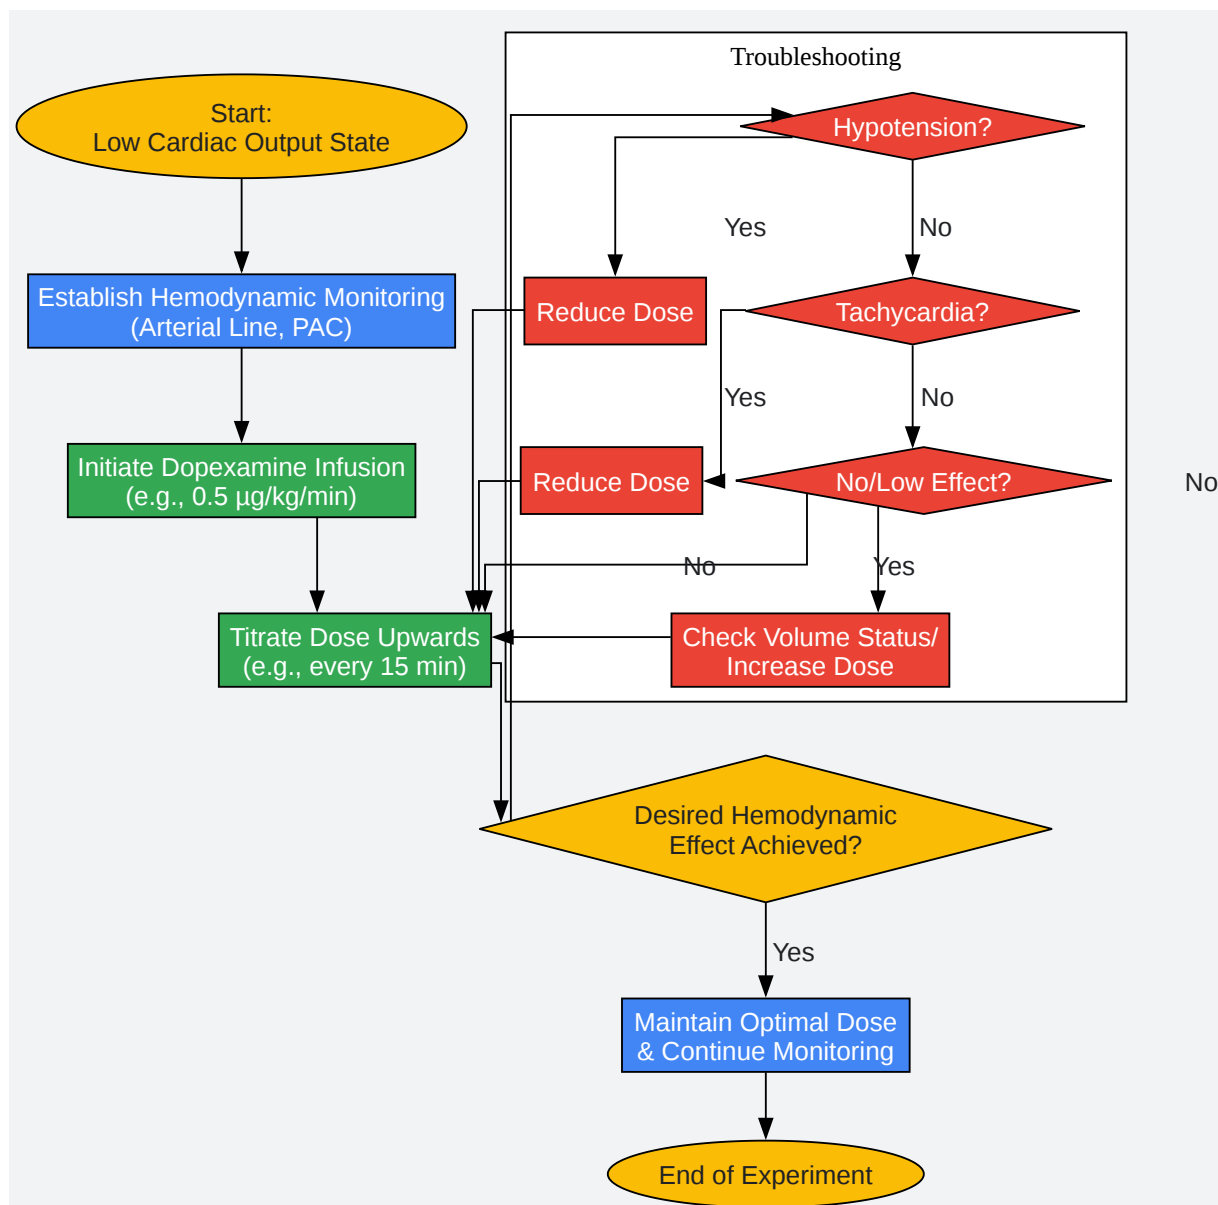 Troubleshooting
Start:
Low Cardiac Output State
Hypotension?
Yes
No
Establish Hemodynamic Monitoring
(Arterial Line, PAC)
Reduce Dose
Tachycardia?
Yes
No
Initiate Dopexamine Infusion
(e.g., 0.5 µg/kg/min)
Reduce Dose
No/Low Effect?
No
No
Yes
Titrate Dose Upwards
(e.g., every 15 min)
Check Volume Status/
Increase Dose
Desired Hemodynamic
Effect Achieved?
Yes
Maintain Optimal Dose
& Continue Monitoring
End of Experiment